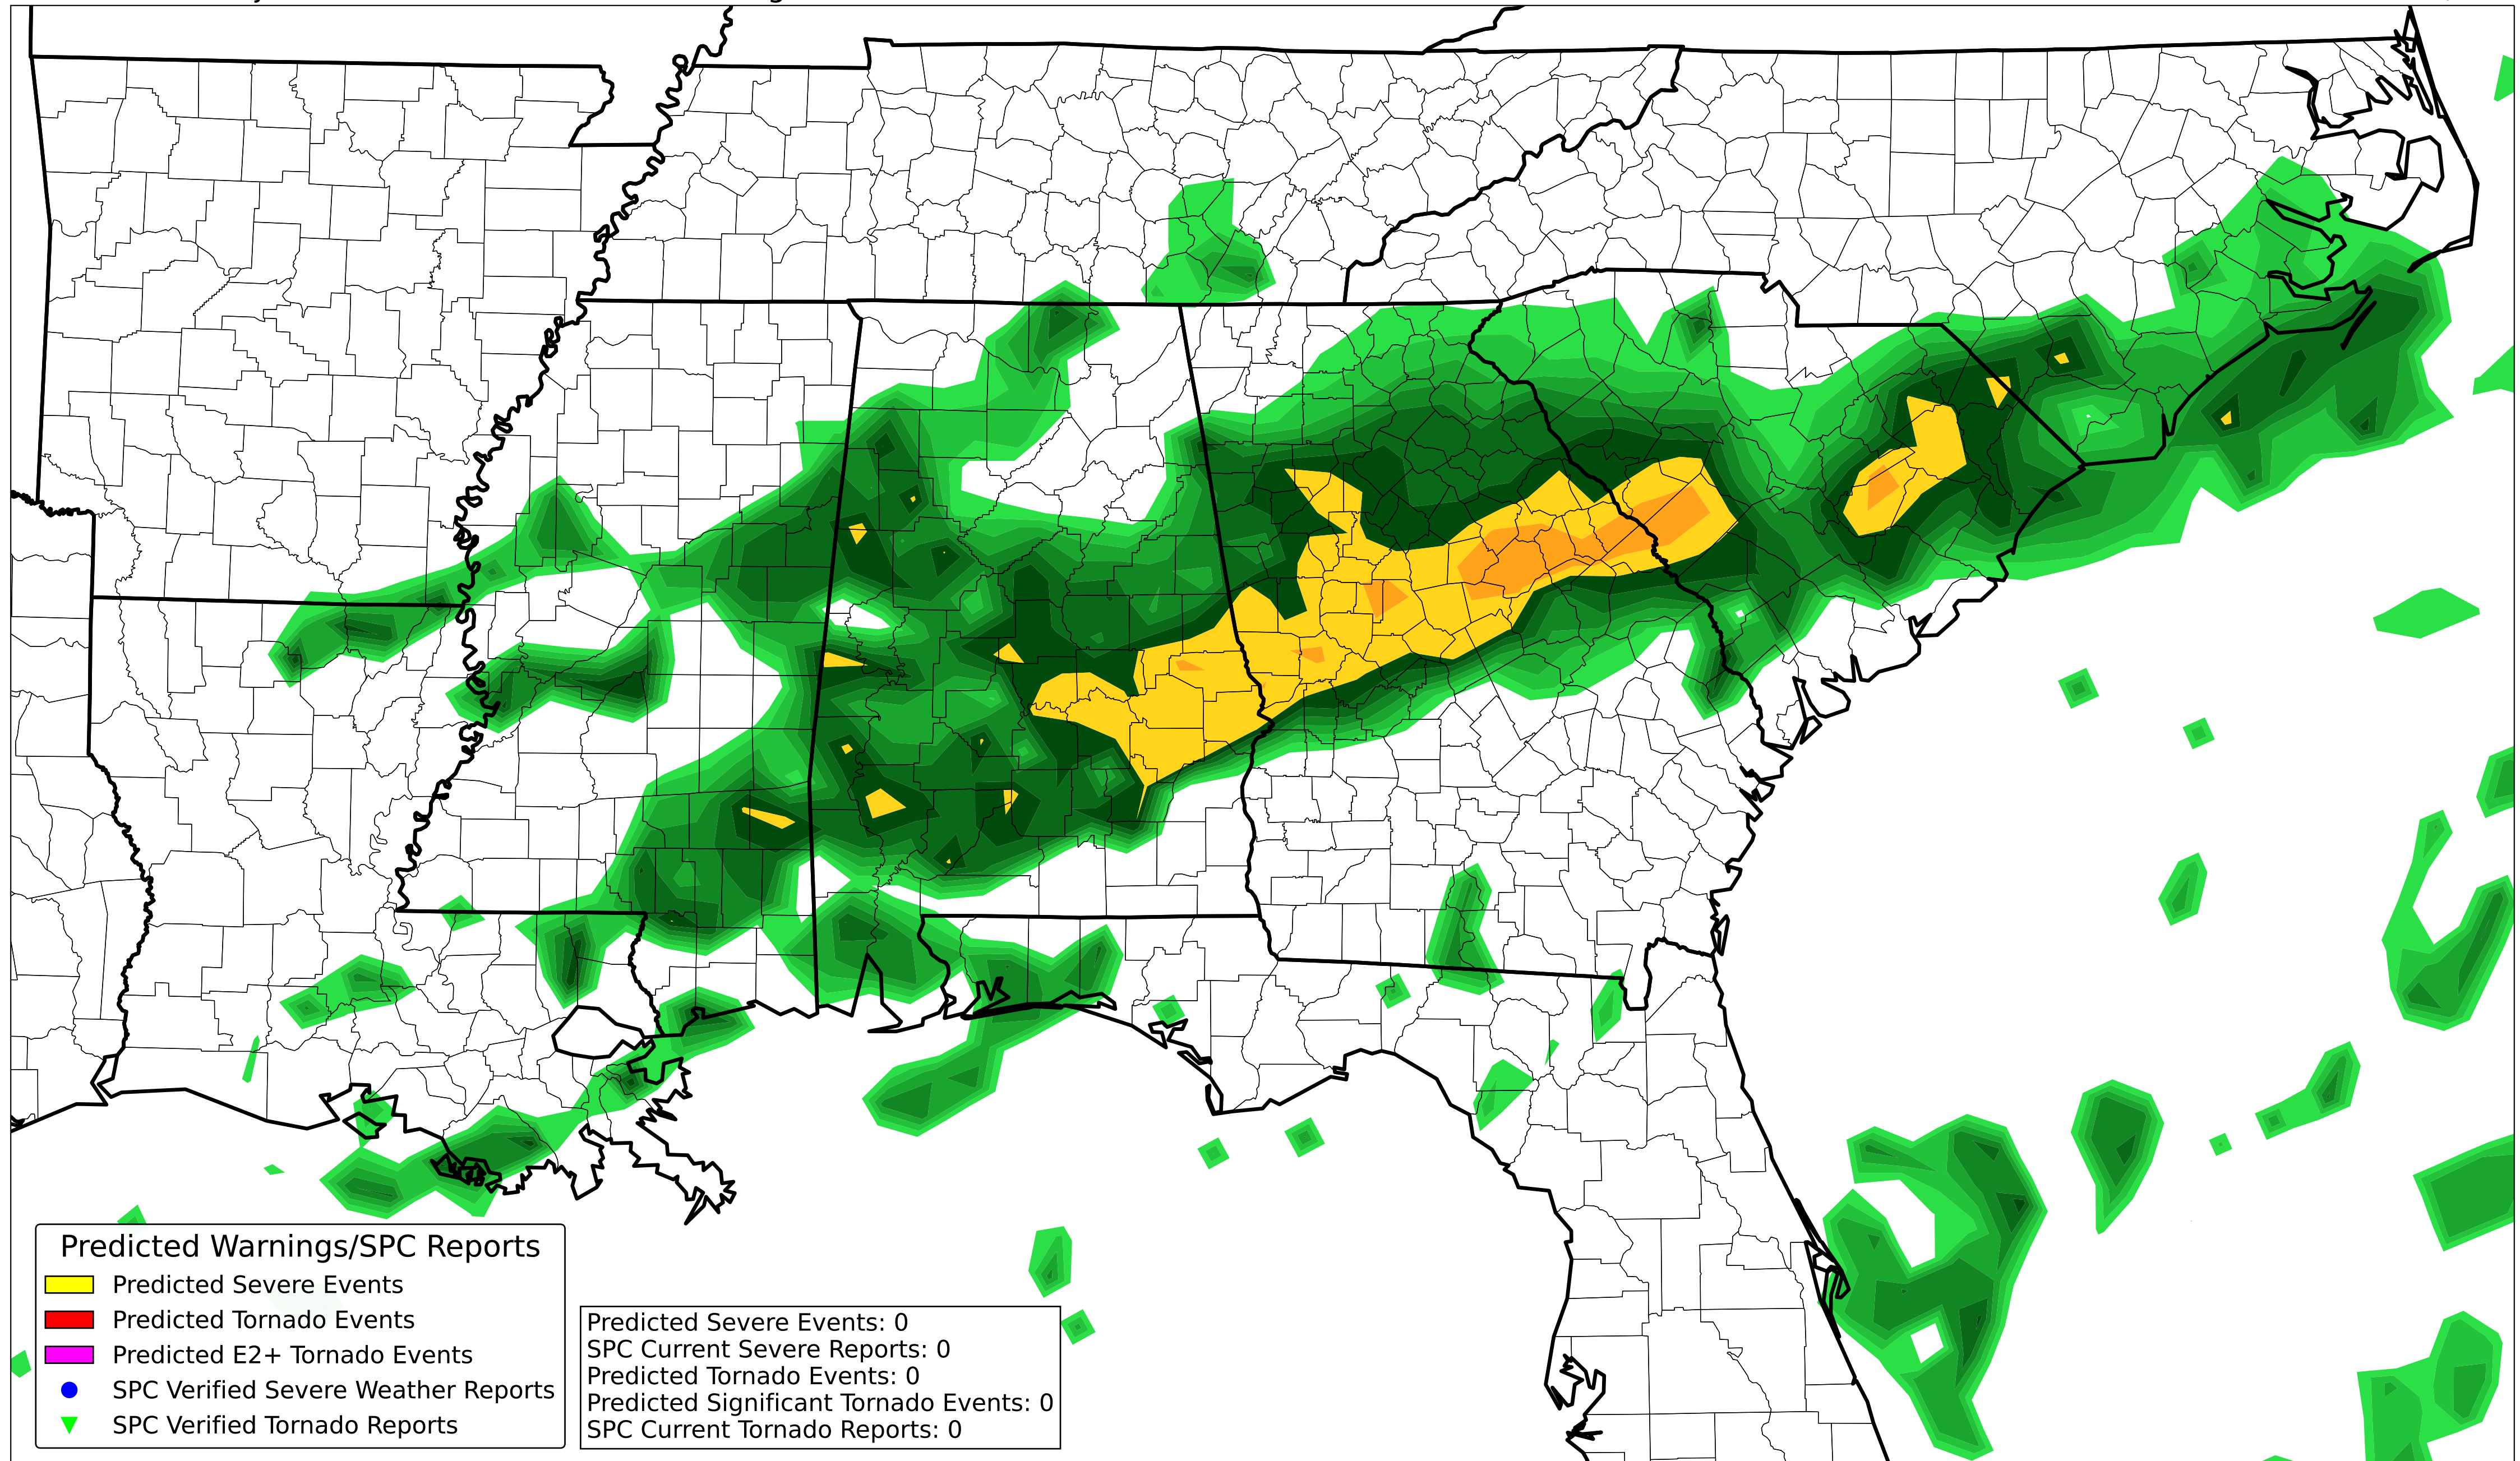 Predicted Warnings/SPC Reports
Predicted Severe Events
Predicted Tornado Events
Predicted E2+ Tornado Events
SPC Verified Severe Weather Reports
SPC Verified Tornado Reports
Predicted Severe Events: 0
SPC Current Severe Reports: 0
Predicted Tornado Events: 0
Predicted Significant Tornado Events: 0
SPC Current Tornado Reports: 0